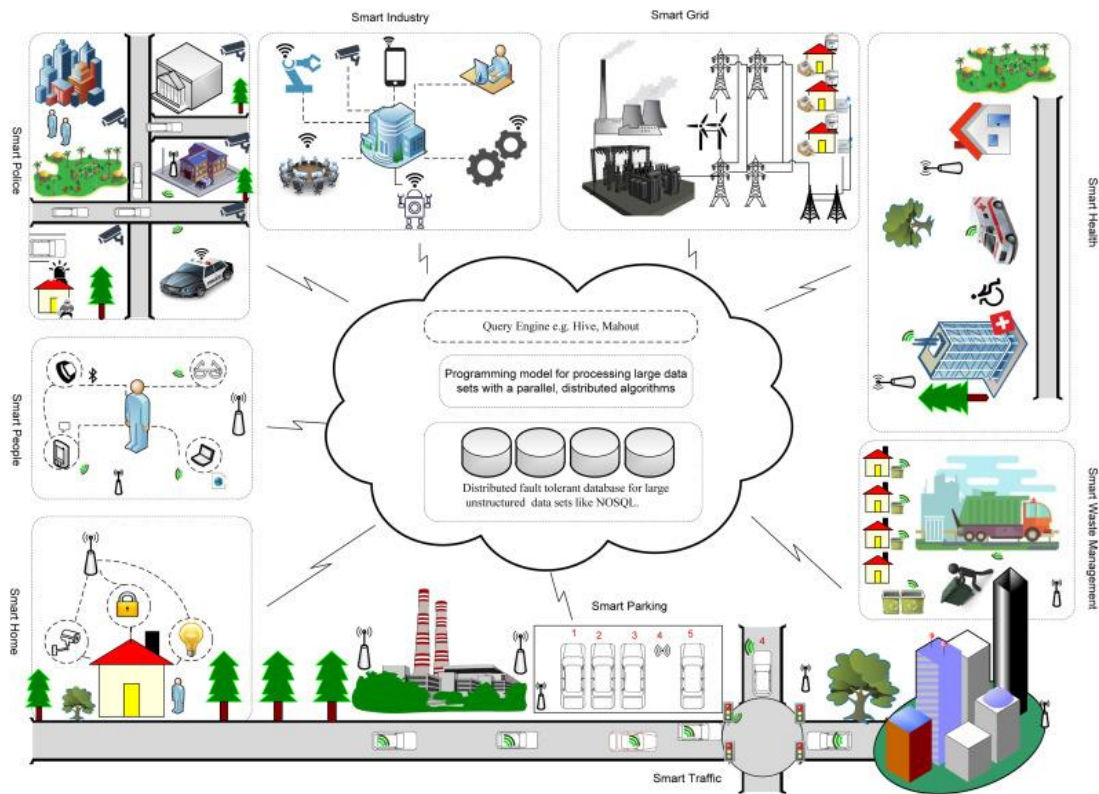 Smart Industry
Smart Grid
Smart Police
Smart Health
Query Engine e.g. Hive, Mahout
Programming model for processing large data
sets with a parallel, distributed algorithms
Distributed fault tolerant database for large
unstructured data sets like NOSQL.
Smart People
Smart Waste Management
Smart Home
Smart Parking
1 2 3 4 5
4
Smart Traffic